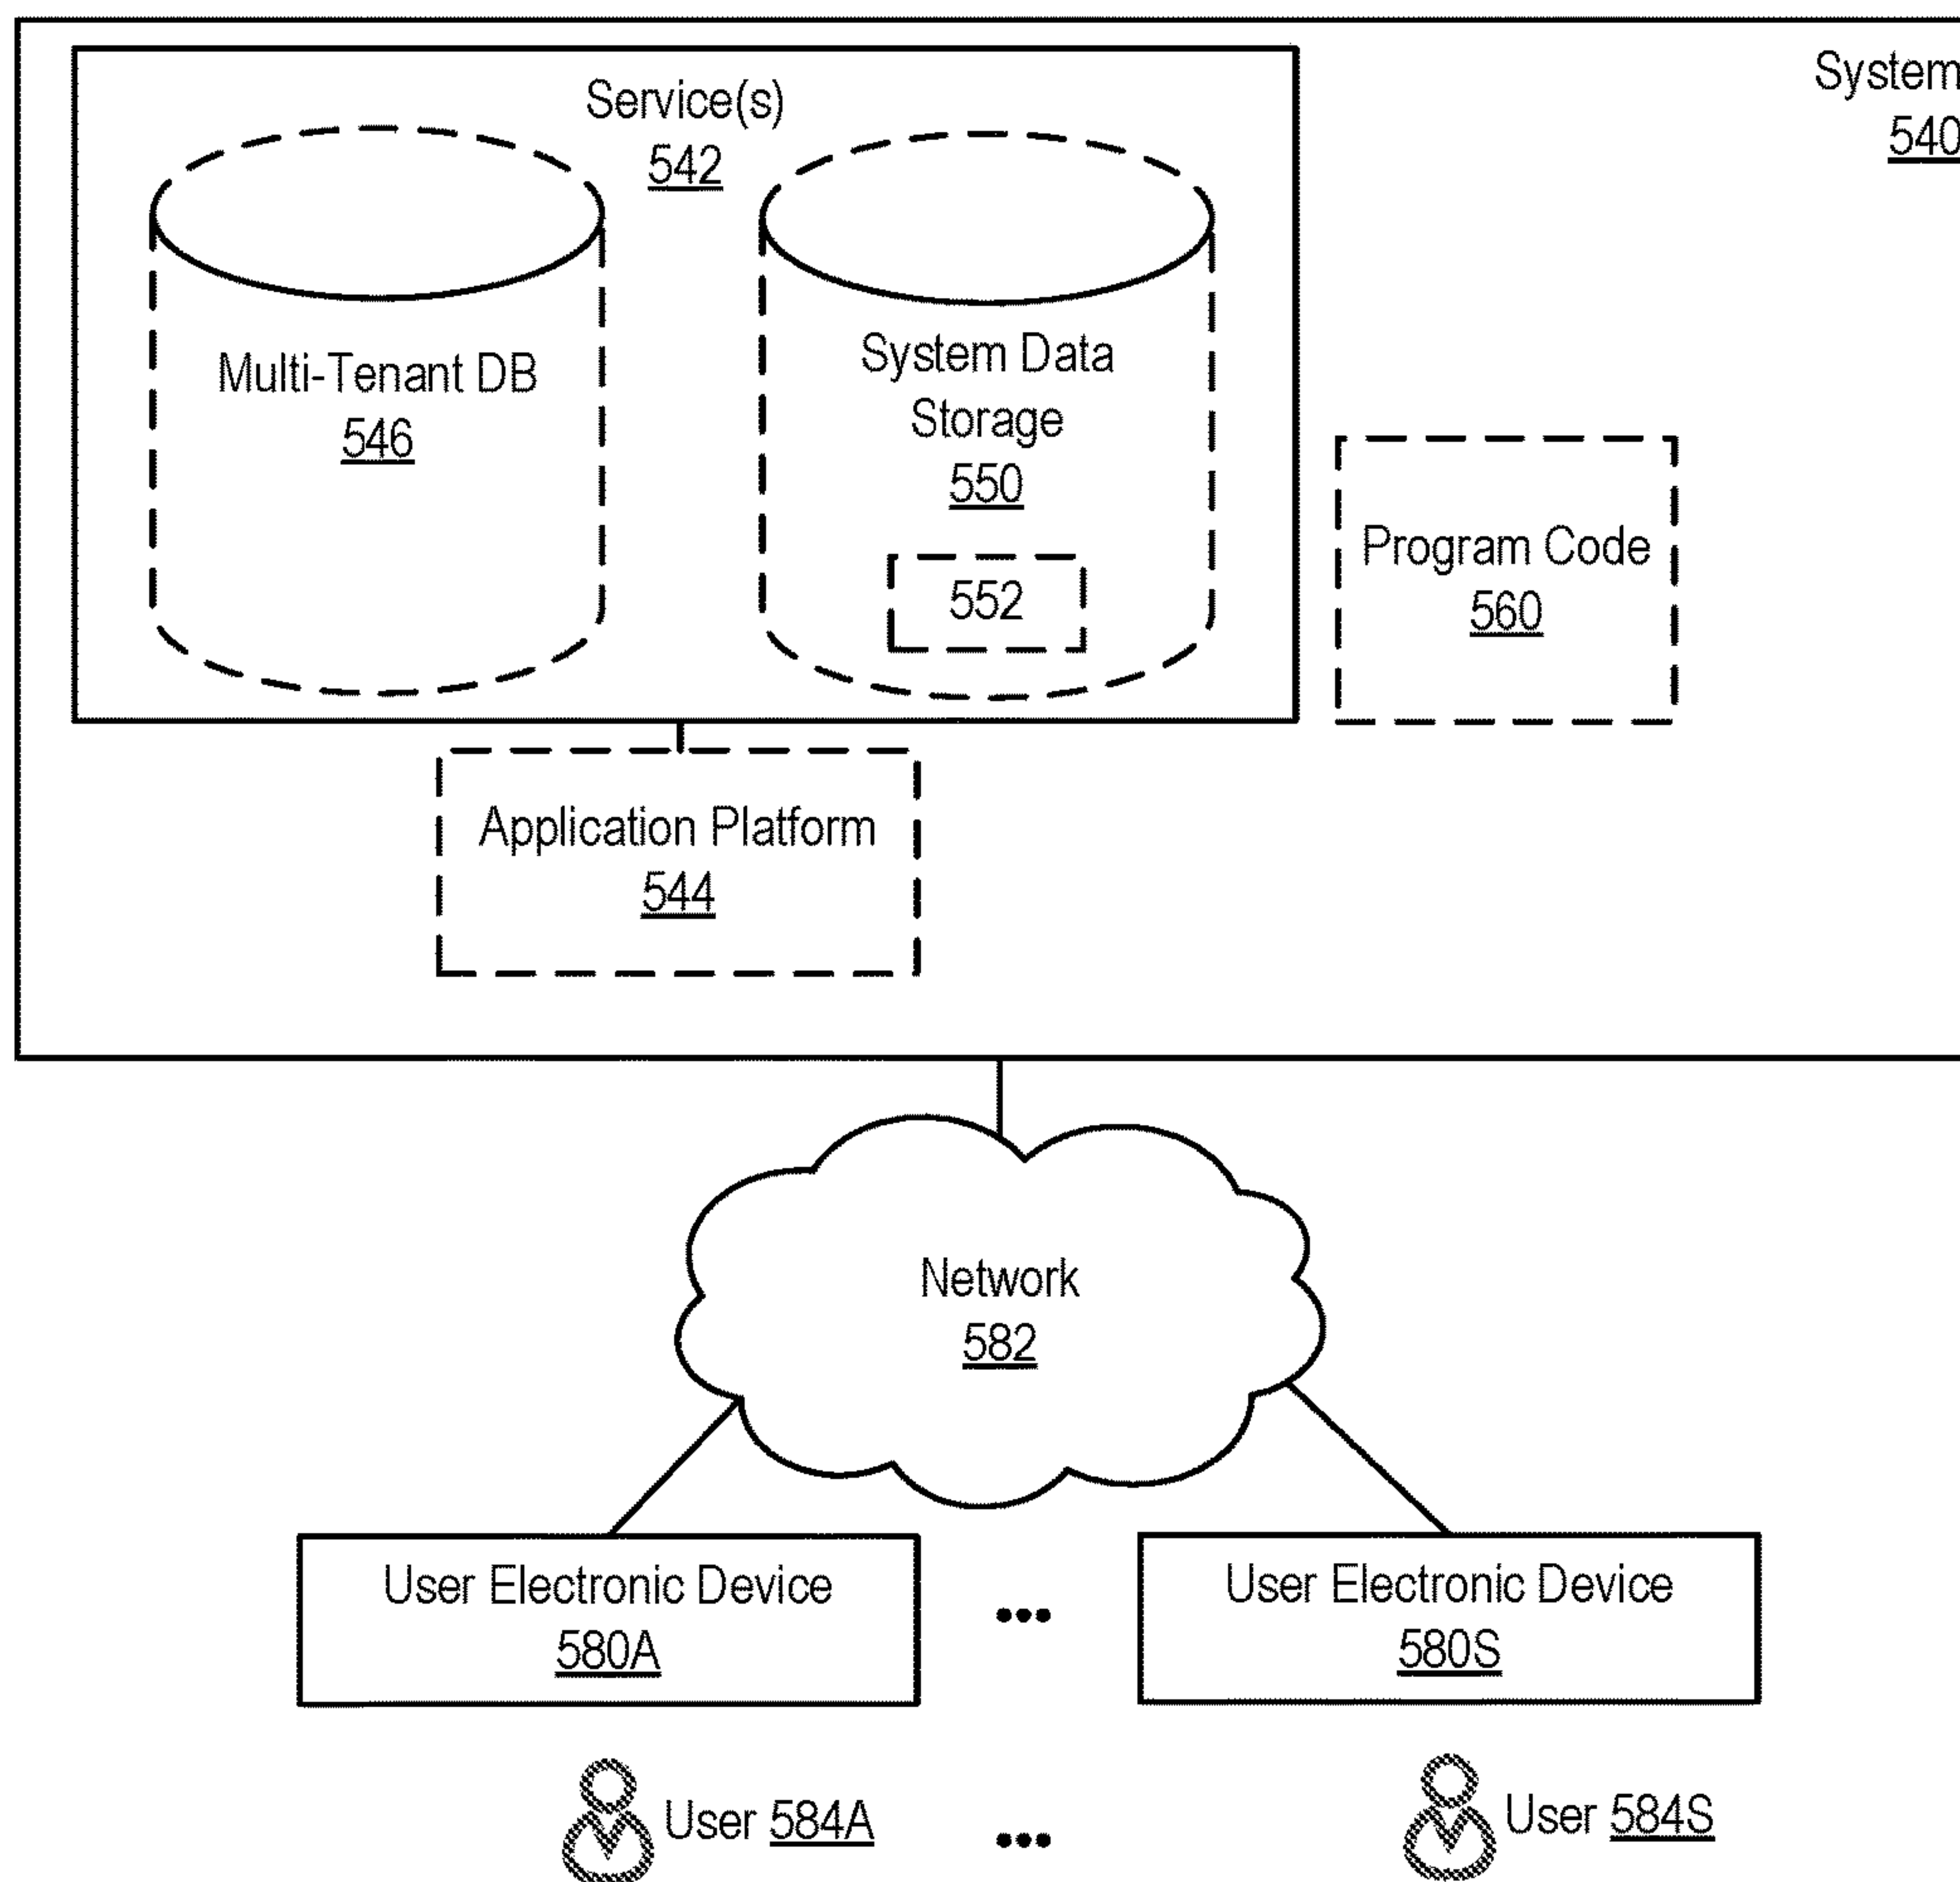 System
540
Service(s)
542
Multi-Tenant DB
546
System Data
Storage
550
552
Program Code
560
Application Platform
544
Network
582
User Electronic Device
580A
...
User Electronic Device
580S
User 584A
...
User 584S